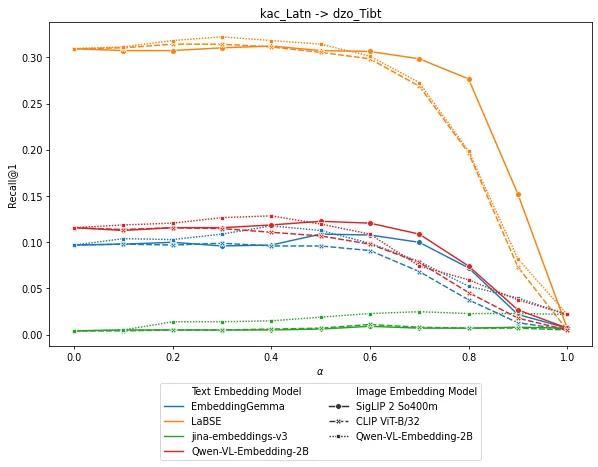 kac_Latn -> dzo_Tibt
Recall@1
0.30
0.25
0.20
0.15
0.10
0.05
0.00
0.0 0.2 0.4 0.6 0.8 1.0
α
Text Embedding Model Image Embedding Model
EmbeddingGemma SigLIP 2 So400m
LaBSE CLIP ViT-B/32
jina-embeddings-v3 Qwen-VL-Embedding-2B
Qwen-VL-Embedding-2B